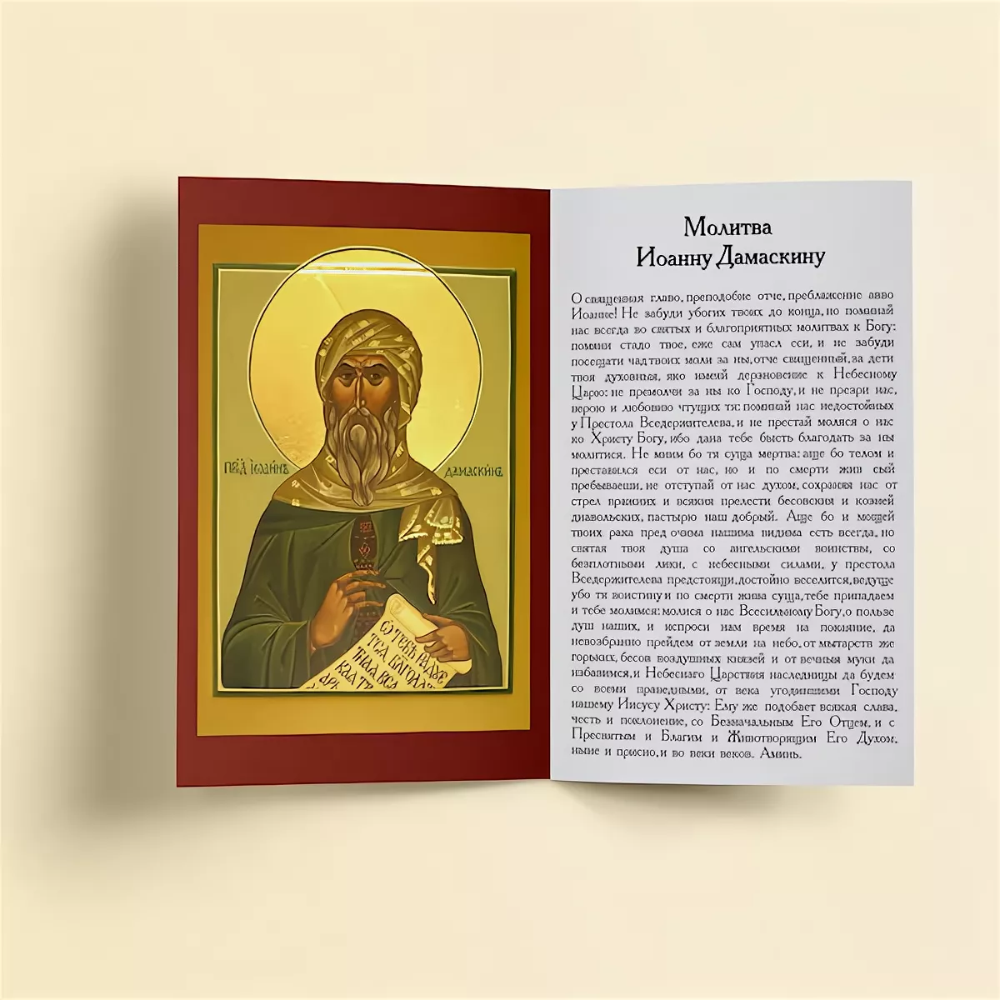 ПРПД ІѠАННЪ ДАМАСКИНЪ
Ѡ ТЕБѢ РАДУЕ
ТСѦ БЛГОДА
ТНАѦ ВСѦ
КАѦ ТВ
АРЬ
Молитва
Иоанну Дамаскину
О священная главо, преподобне отче, преблаженне авво
Иоанне! Не забуди убогих твоих до конца, но поминай
нас всегда во святых и благоприятных молитвах к Богу:
помяни стадо твое, еже сам упасл еси, и не забуди
посещати чад твоих моли за ны, отче священный, за дети
твоя духовныя, яко имеяй дерзновение к Небесному
Царю: не премолчи за ны ко Господу, и не презри нас,
верою и любовию чтущих тя: поминай нас недостойных
у Престола Вседержителева, и не престай моляся о нас
ко Христу Богу, ибо дана тебе бысть благодать за ны
молитися. Не мним бо тя суща мертва: аще бо телом и
преставился еси от нас, но и по смерти жив сый
пребываеши, не отступай от нас духом, сохраняя нас от
стрел вражиих и всякия прелести бесовския и козней
диавольских, пастырю наш добрый. Аще бо и мощей
твоих рака пред очима нашима видима есть всегда, но
святая твоя душа со ангельскими воинствы, со
безплотными лики, с небесными силами, у престола
Вседержителева предстоящи, достойно веселится, ведуще
убо тя воистину и по смерти жива суща, тебе припадаем
и тебе молимся: молися о нас Всесильному Богу, о пользе
душ наших, и испроси нам время на покаяние, да
невозбранно прейдем от земли на небо, от мытарств же
горьких, бесов воздушных князей и от вечныя муки да
избавимся, и Небеснаго Царствия наследницы да будем
со всеми праведными, от века угодившими Господу
нашему Иисусу Христу: Ему же подобает всякая слава,
честь и поклонение, со Безначальным Его Отцем, и с
Пресвятым и Благим и Животворящим Его Духом,
ныне и присно, и во веки веков. Аминь.